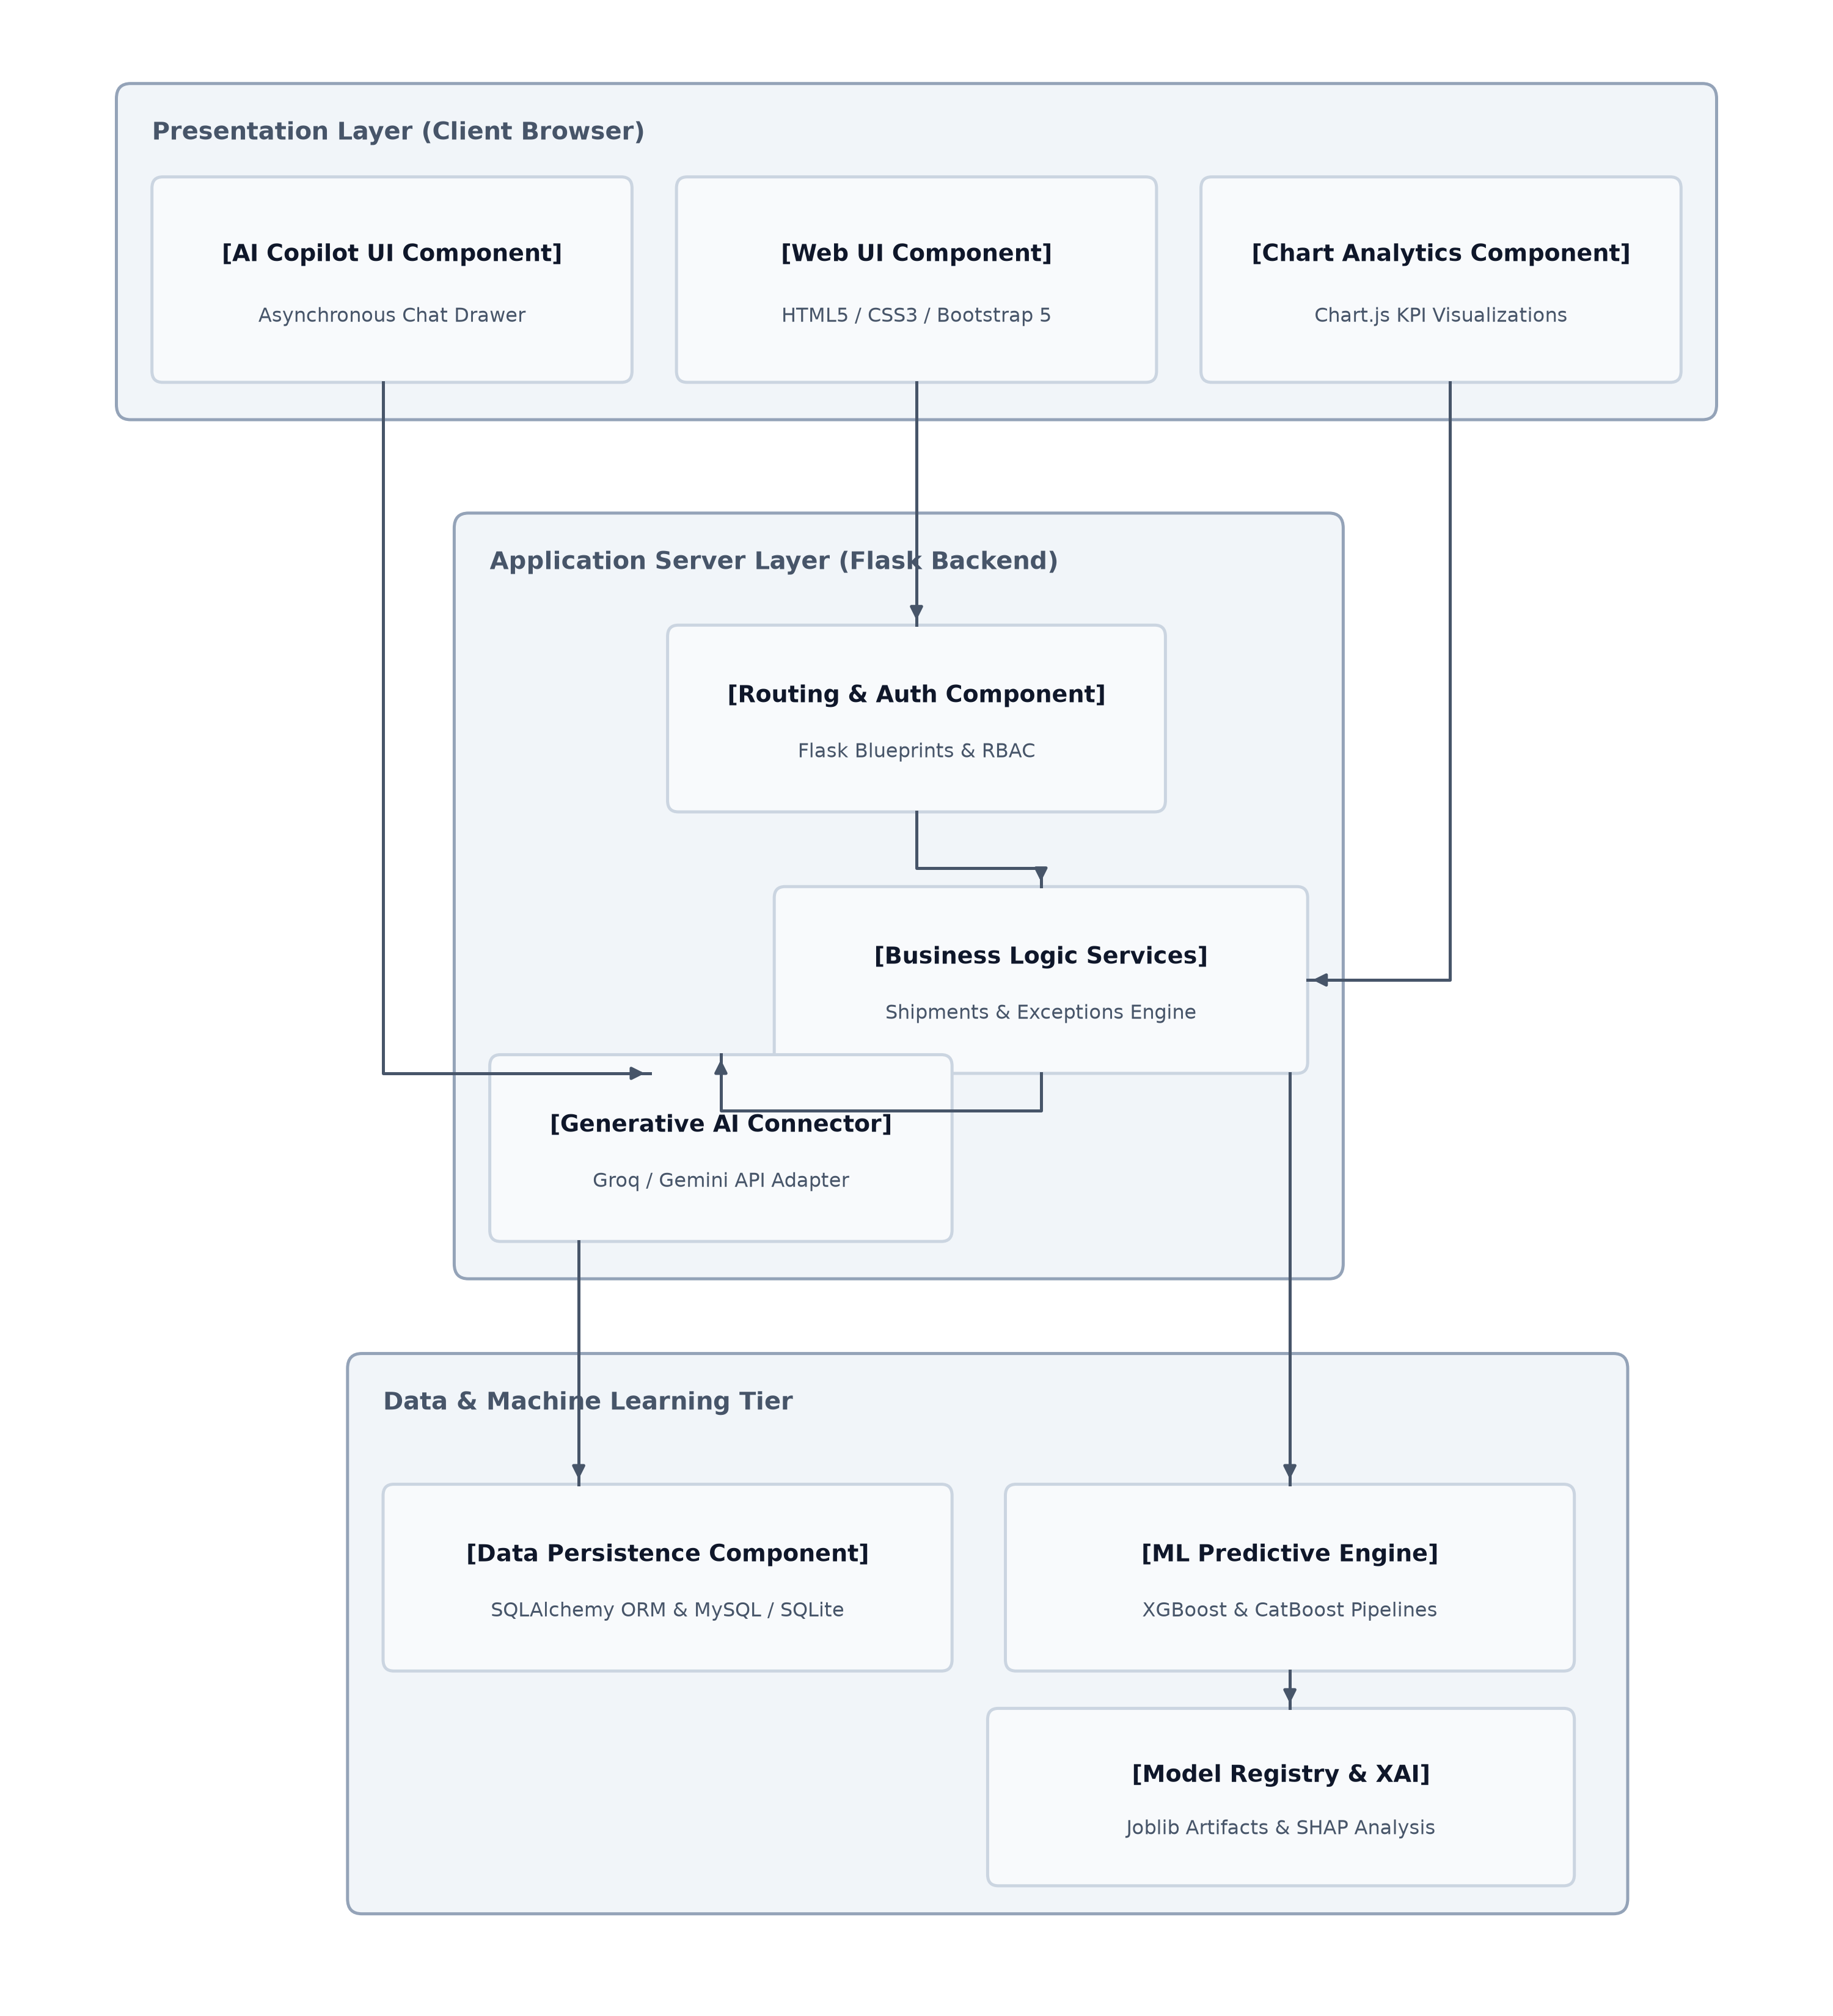 Presentation Layer (Client Browser)
[AI Copilot UI Component]
Asynchronous Chat Drawer
[Web UI Component]
HTML5 / CSS3 / Bootstrap 5
[Chart Analytics Component]
Chart.js KPI Visualizations
Application Server Layer (Flask Backend)
[Routing & Auth Component]
Flask Blueprints & RBAC
[Business Logic Services]
Shipments & Exceptions Engine
[Generative AI Connector]
Groq / Gemini API Adapter
Data & Machine Learning Tier
[Data Persistence Component]
SQLAlchemy ORM & MySQL / SQLite
[ML Predictive Engine]
XGBoost & CatBoost Pipelines
[Model Registry & XAI]
Joblib Artifacts & SHAP Analysis